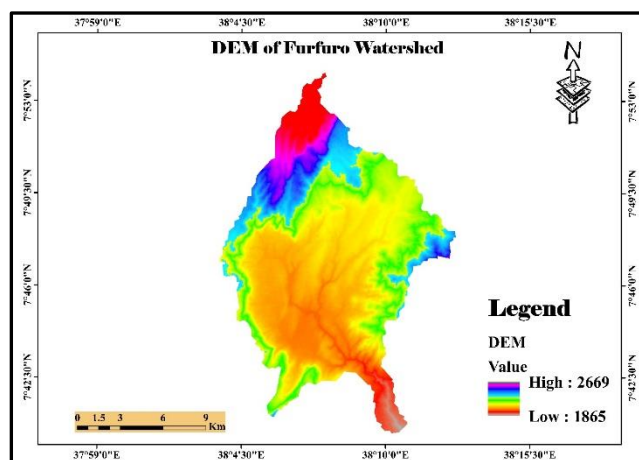 37°59'0"E 38°4'30"E 38°10'0"E 38°15'30"E
DEM of Furfuro Watershed
N
7°53'0"N 7°53'0"N
7°49'30"N 7°49'30"N
7°46'0"N 7°46'0"N
Legend
DEM
Value
High : 2669
Low : 1865
7°42'30"N 7°42'30"N
0 1.5 3 6 9
Km
37°59'0"E 38°4'30"E 38°10'0"E 38°15'30"E